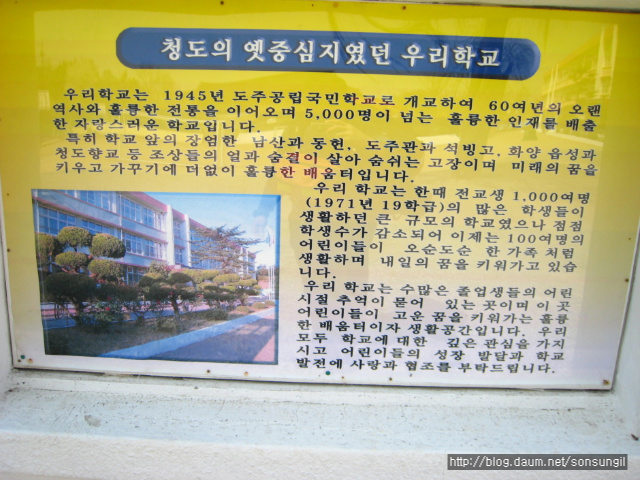 청도의 옛중심지였던 우리학교
우리학교는 1945년 도주공립국민학교로 개교하여 60여년의 오랜
역사와 훌륭한 전통을 이어오며 5,000명이 넘는 훌륭한 인재를 배출
한 자랑스러운 학교입니다.
특히 학교 앞의 장엄한 남산과 동헌, 도주관과 석빙고, 화양 읍성과
청도향교 등 조상들의 얼과 숨결이 살아 숨쉬는 고장이며 미래의 꿈을
키우고 가꾸기에 더없이 훌륭한 배움터입니다.
우리 학교는 한때 전교생 1,000여명
(1971년 19학급)의 많은 학생들이
생활하던 큰 규모의 학교였으나 점점
학생수가 감소되어 이제는 100여명의
어린이들이 오순도순 한 가족 처럼
생활하며 내일의 꿈을 키워가고 있습
니다.
우리 학교는 수많은 졸업생들의 어린
시절 추억이 묻어 있는 곳이며 이 곳
어린이들이 고운 꿈을 키워가는 훌륭
한 배움터이자 생활공간입니다. 우리
모두 학교에 대한 깊은 관심을 가지
시고 어린이들의 성장 발달과 학교
발전에 사랑과 협조를 부탁드립니다.
http://blog.daum.net/sonsungil